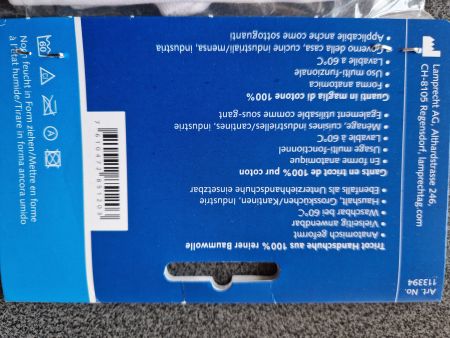 Art. No.
113394
Tricot Handschuhe aus 100% reiner Baumwolle
• Anatomisch geformt
• Vielseitig anwendbar
• Waschbar bei 60°C
• Haushalt, Grossküchen/Kantinen, Industrie
• Ebenfalls als Unterziehhandschuhe einsetzbar
Gants en tricot de 100% pur coton
• En forme anatomique
• Usage multi-fonctionnel
• Lavable à 60°C
• Ménage, cuisines industrielles/cantines, industrie
• Egalement utilisable comme sous-gant
Guanti in maglia di cotone 100%
• Forma anatomica
• Uso multi-funzionale
• Lavabile a 60°C
• Governo della casa, cucine industriali/mensa, industria
• Applicabile anche come sottoguanti
Lamprecht AG, Althardstrasse 246,
CH-8105 Regensdorf, lamprechtag.com
60
A
Noch feucht in Form ziehen/Mettre en forme
à l'état humide/Tirare in forma ancora umido